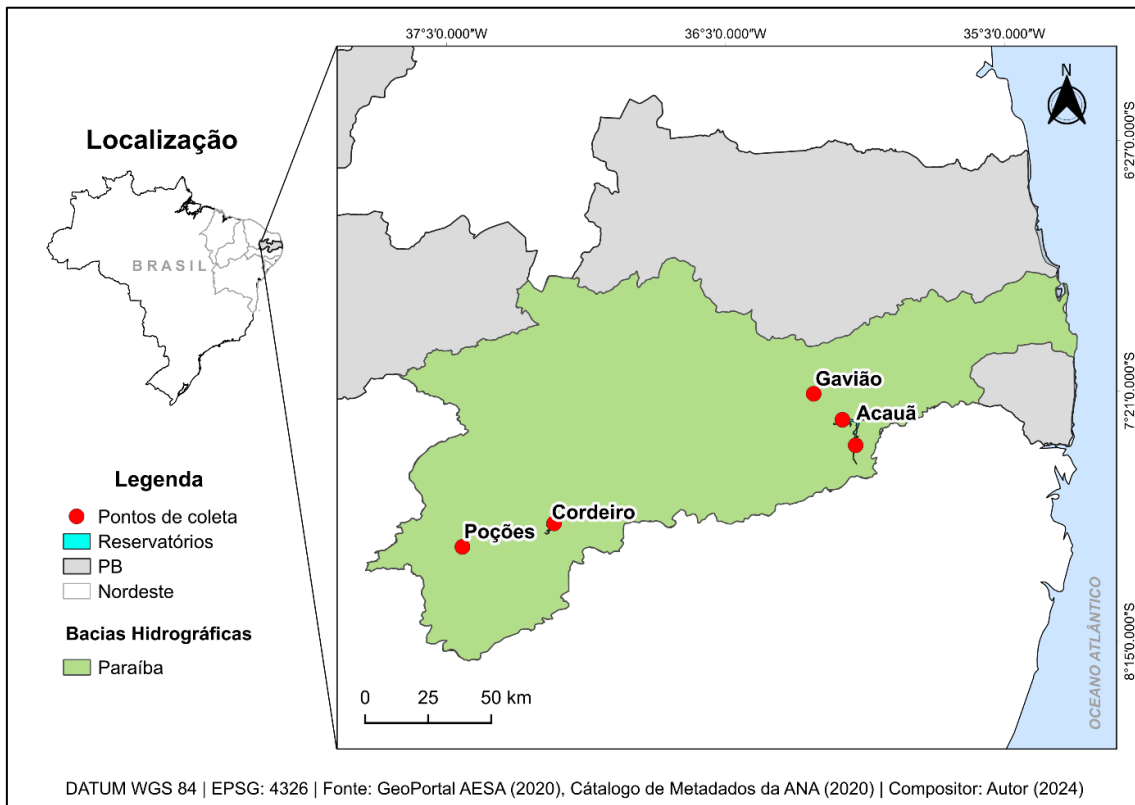 37°3'0.000"W
36°3'0.000"W
35°3'0.000"W
N
6°27'0.000"S
Localização
BRASIL
Gavião
7°21'0.000"S
Acauã
Legenda
Pontos de coleta
Cordeiro
Poções
Reservatórios
PB
Nordeste
Bacias Hidrográficas
Paraíba
8°15'0.000"S
OCEANO ATLÂNTICO
0 25 50 km
DATUM WGS 84 | EPSG: 4326 | Fonte: GeoPortal AESA (2020), Cátalogo de Metadados da ANA (2020) | Compositor: Autor (2024)